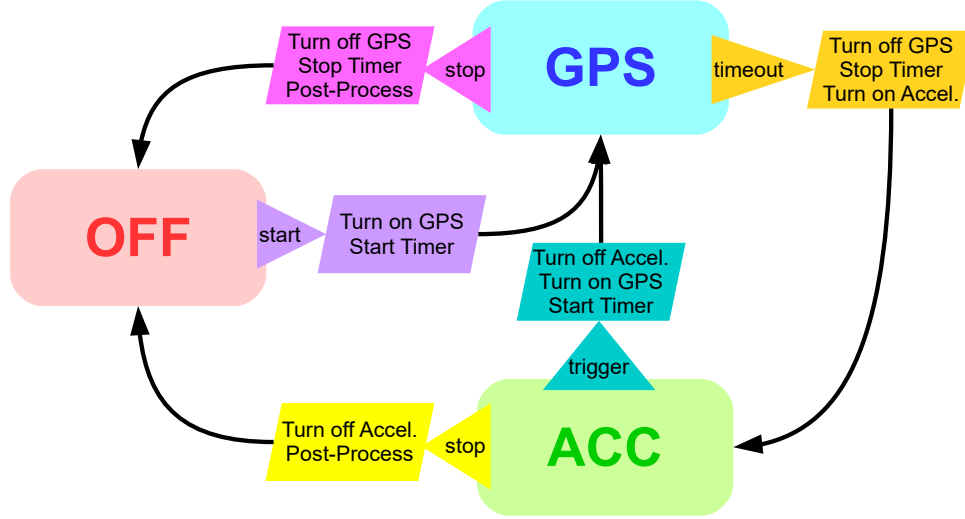 Turn off GPS
Stop Timer
Post-Process
stop
GPS
timeout
Turn off GPS
Stop Timer
Turn on Accel.
OFF
start
Turn on GPS
Start Timer
Turn off Accel.
Turn on GPS
Start Timer
trigger
Turn off Accel.
Post-Process
stop
ACC